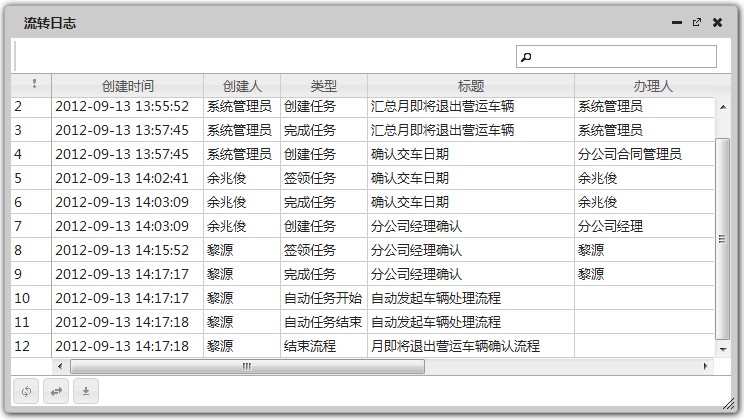 流转日志
创建时间 创建人 类型 标题 办理人
2 2012-09-13 13:55:52 系统管理员 创建任务 汇总月即将退出营运车辆 系统管理员
3 2012-09-13 13:57:45 系统管理员 完成任务 汇总月即将退出营运车辆 系统管理员
4 2012-09-13 13:57:45 系统管理员 创建任务 确认交车日期 分公司合同管理员
5 2012-09-13 14:02:41 余兆俊 签领任务 确认交车日期 余兆俊
6 2012-09-13 14:03:09 余兆俊 完成任务 确认交车日期 余兆俊
7 2012-09-13 14:03:09 余兆俊 创建任务 分公司经理确认 分公司经理
8 2012-09-13 14:15:52 黎源 签领任务 分公司经理确认 黎源
9 2012-09-13 14:17:17 黎源 完成任务 分公司经理确认 黎源
10 2012-09-13 14:17:17 黎源 自动任务开始 自动发起车辆处理流程
11 2012-09-13 14:17:18 黎源 自动任务结束 自动发起车辆处理流程
12 2012-09-13 14:17:18 黎源 结束流程 月即将退出营运车辆确认流程